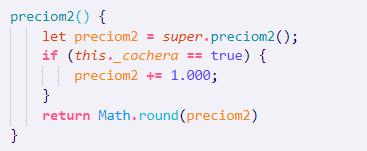 preciom2() {
    let preciom2 = super.preciom2();
    if (this._cochera == true) {
        preciom2 += 1.000;
    }
    return Math.round(preciom2)
}